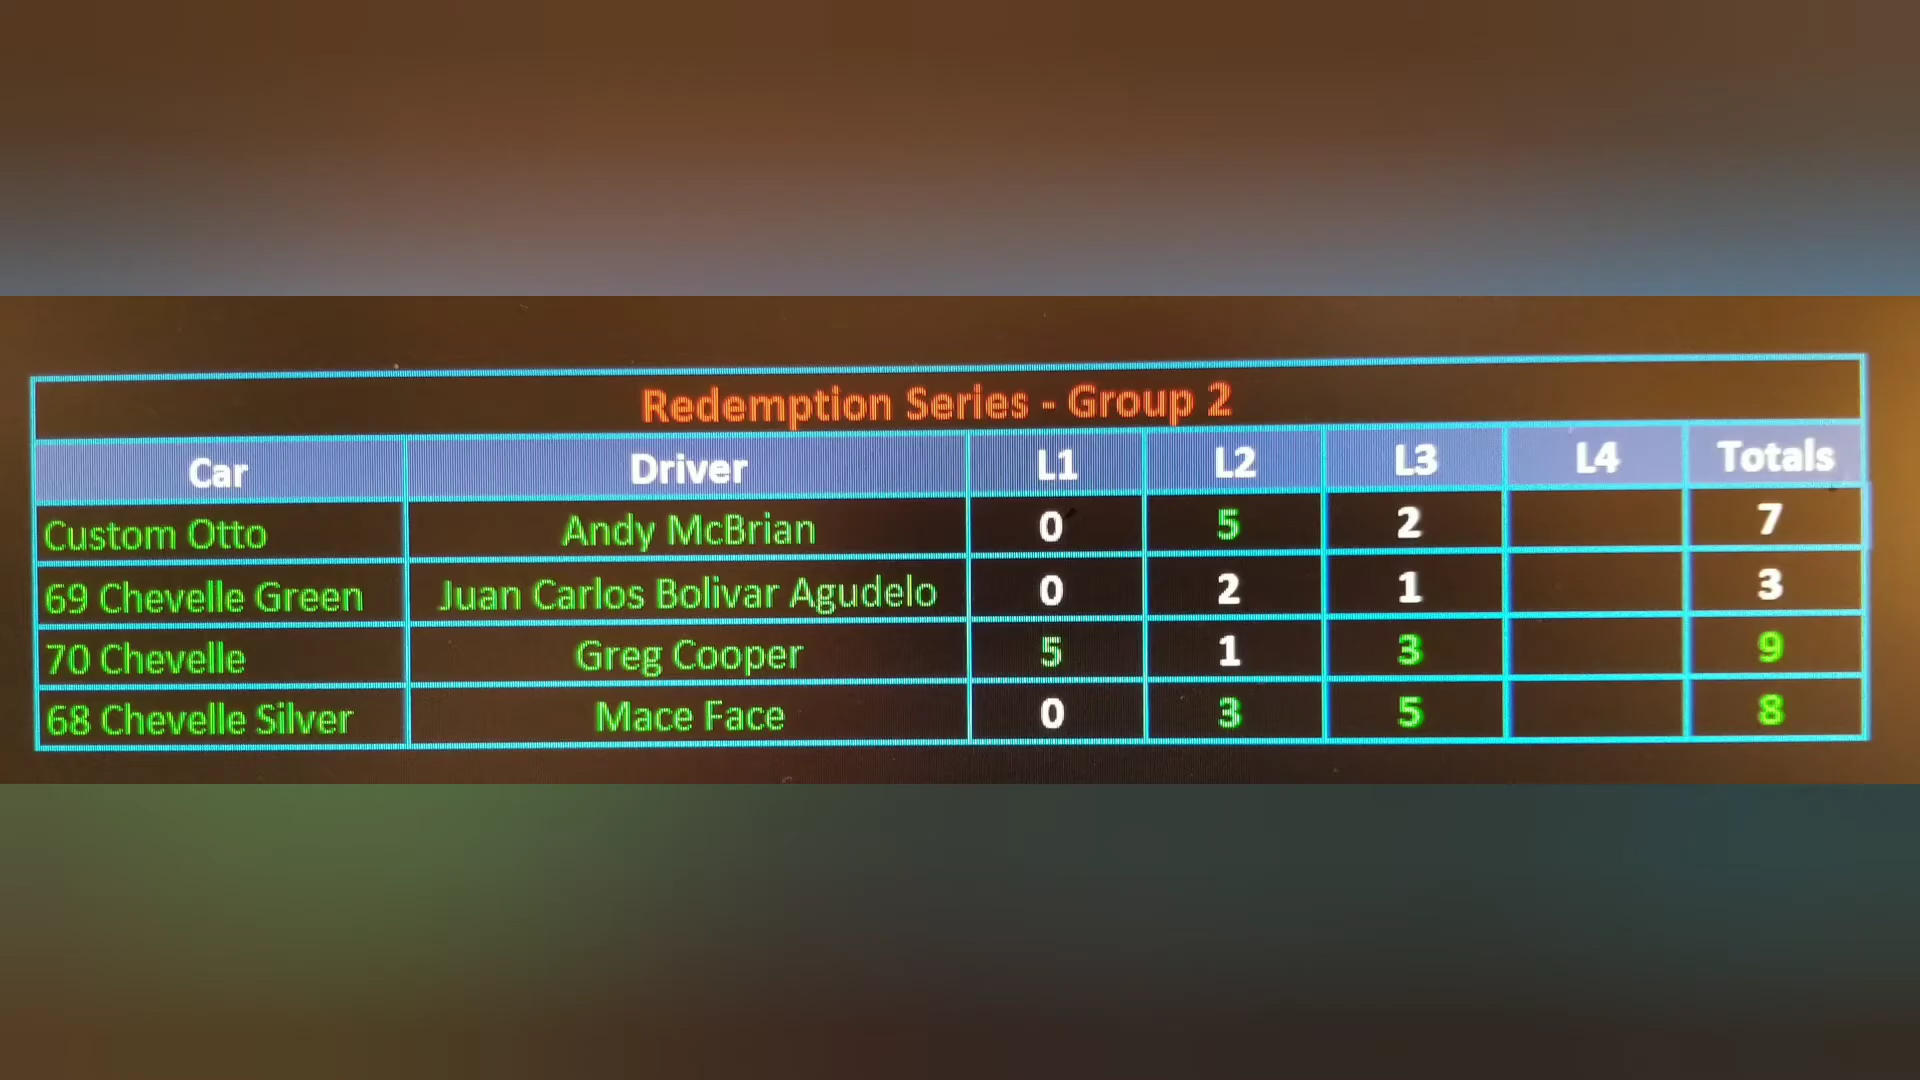 Redemption Series - Group 2
Car Driver L1 L2 L3 L4 Totals
Custom Otto Andy McBrian 0 5 2 7
69 Chevelle Green Juan Carlos Bolivar Agudelo 0 2 1 3
70 Chevelle Greg Cooper 5 1 3 9
68 Chevelle Silver Mace Face 0 3 5 8